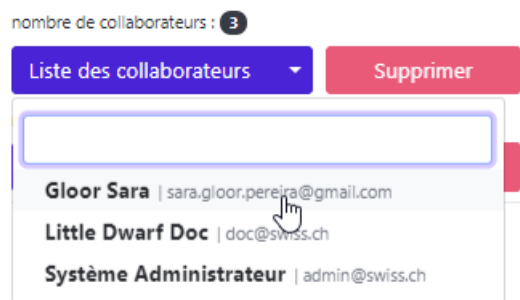 nombre de collaborateurs : 3
Liste des collaborateurs
Supprimer
Gloor Sara | sara.gloor.pereira@gmail.com
Little Dwarf Doc | doc@swiss.ch
Système Administrateur | admin@swiss.ch